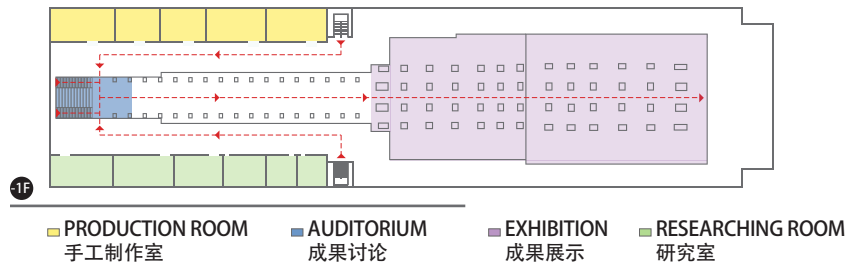 -1F
PRODUCTION ROOM
手工制作室
AUDITORIUM
成果讨论
EXHIBITION
成果展示
RESEARCHING ROOM
研究室